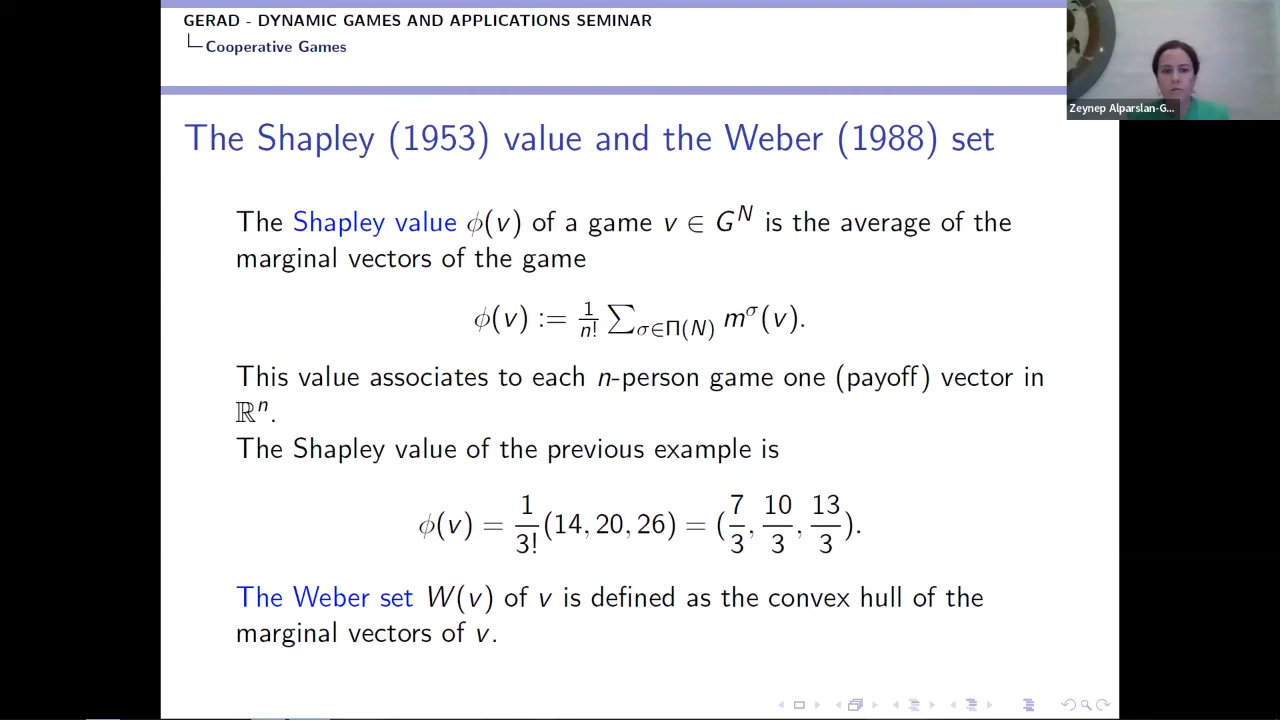 GERAD - DYNAMIC GAMES AND APPLICATIONS SEMINAR
Cooperative Games
Zeynep Alparslan-G...
The Shapley (1953) value and the Weber (1988) set
The Shapley value ϕ(v) of a game v ∈ G^N is the average of the
marginal vectors of the game
ϕ(v) := 1/n! ∑_{σ∈Π(N)} m^σ(v).
This value associates to each n-person game one (payoff) vector in
ℝ^n.
The Shapley value of the previous example is
ϕ(v) = 1/3! (14, 20, 26) = (7/3, 10/3, 13/3).
The Weber set W(v) of v is defined as the convex hull of the
marginal vectors of v.